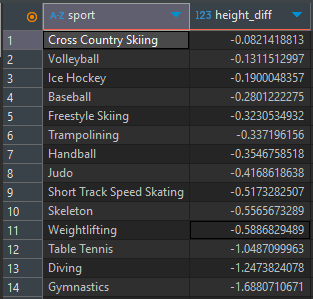 A-Z sport 123 height_diff
1 Cross Country Skiing -0.0821418813
2 Volleyball -0.1311512997
3 Ice Hockey -0.1900048357
4 Baseball -0.2801222275
5 Freestyle Skiing -0.3230534932
6 Trampolining -0.337196156
7 Handball -0.3546758518
8 Judo -0.4168618638
9 Short Track Speed Skating -0.5173282507
10 Skeleton -0.5565673289
11 Weightlifting -0.5886829489
12 Table Tennis -1.0487099963
13 Diving -1.2473824078
14 Gymnastics -1.6880710671